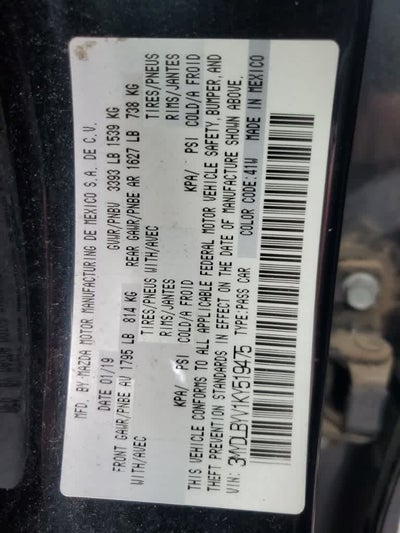 MFD. BY:MAZDA MOTOR MANUFACTURING DE MEXICO S.A. DE C.V.
DATE 01/19 GVWR/PNBV 3393 LB 1539 KG
FRONT GAWR/PNBE AV 1795 LB 814 KG REAR GAWR/PNBE AR 1627 LB 738 KG
WITH/AVEC TIRES/PNEUS WITH/AVEC TIRES/PNEUS
RIMS/JANTES RIMS/JANTES
KPA/ PSI COLD/A FROID KPA/ PSI COLD/A FROID
THIS VEHICLE CONFORMS TO ALL APPLICABLE FEDERAL MOTOR VEHICLE SAFETY, BUMPER, AND
THEFT PREVENTION STANDARDS IN EFFECT ON THE DATE OF MANUFACTURE SHOWN ABOVE.
VIN: 3MYDLBYV1KY519475 TYPE:PASS CAR COLOR CODE:41W MADE IN MEXICO